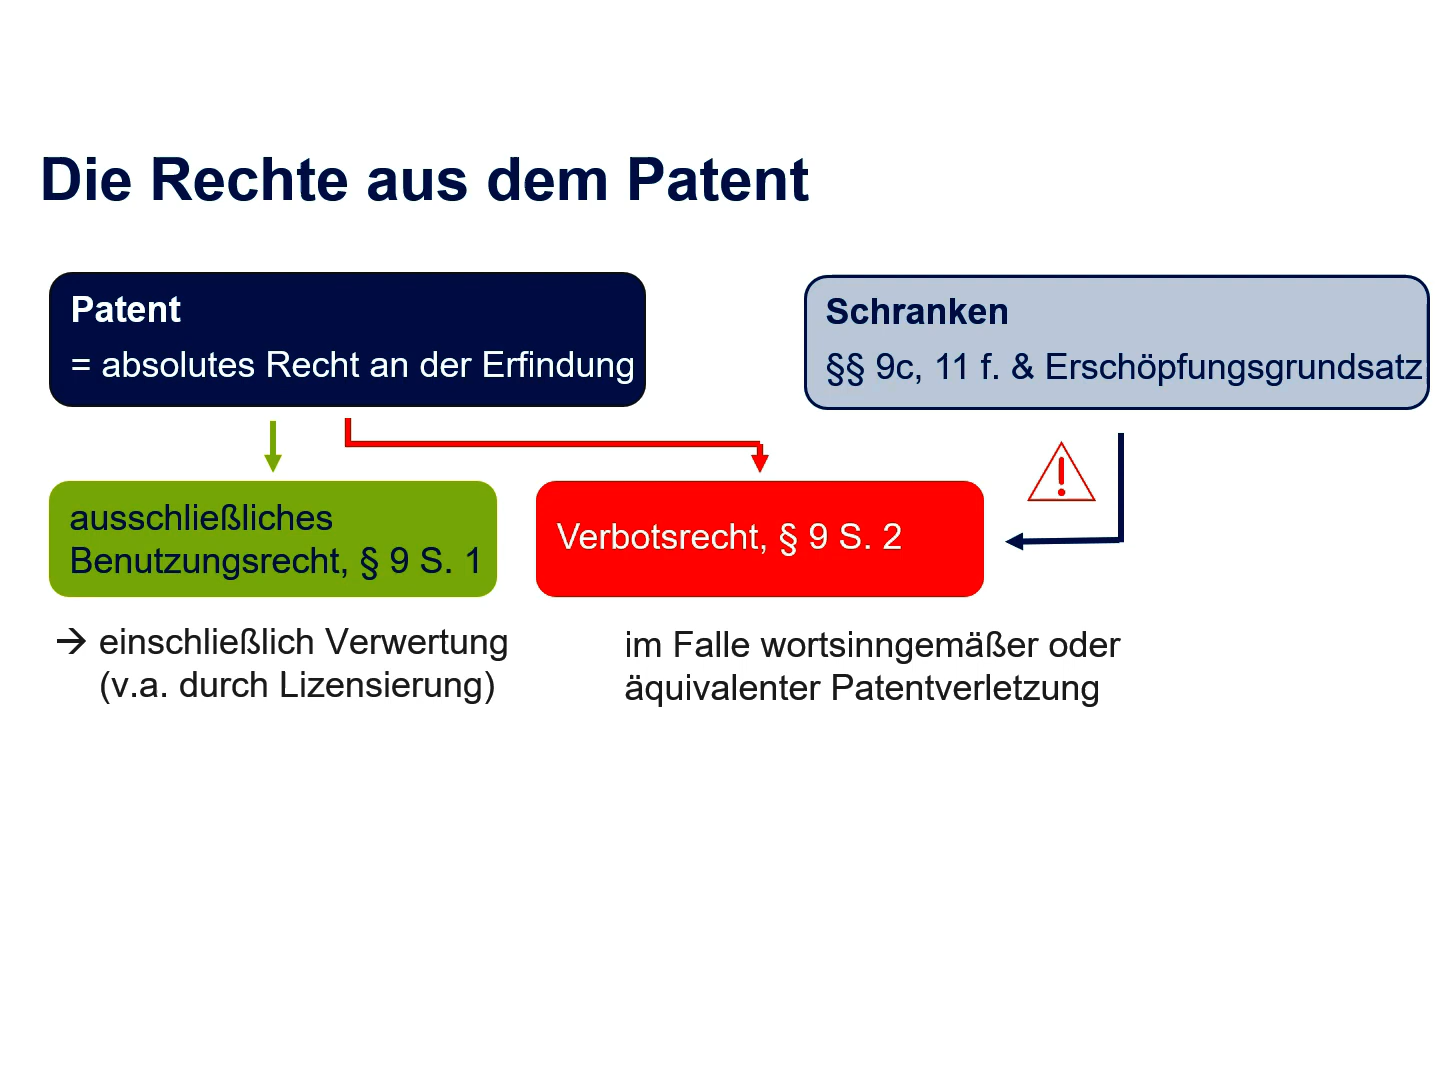 Die Rechte aus dem Patent
Patent
= absolutes Recht an der Erfindung
Schranken
§§ 9c, 11 f. & Erschöpfungsgrundsatz
ausschließliches
Benutzungsrecht, § 9 S. 1
Verbotsrecht, § 9 S. 2
→ einschließlich Verwertung
(v.a. durch Lizensierung)
im Falle wortsinngemäßer oder
äquivalenter Patentverletzung